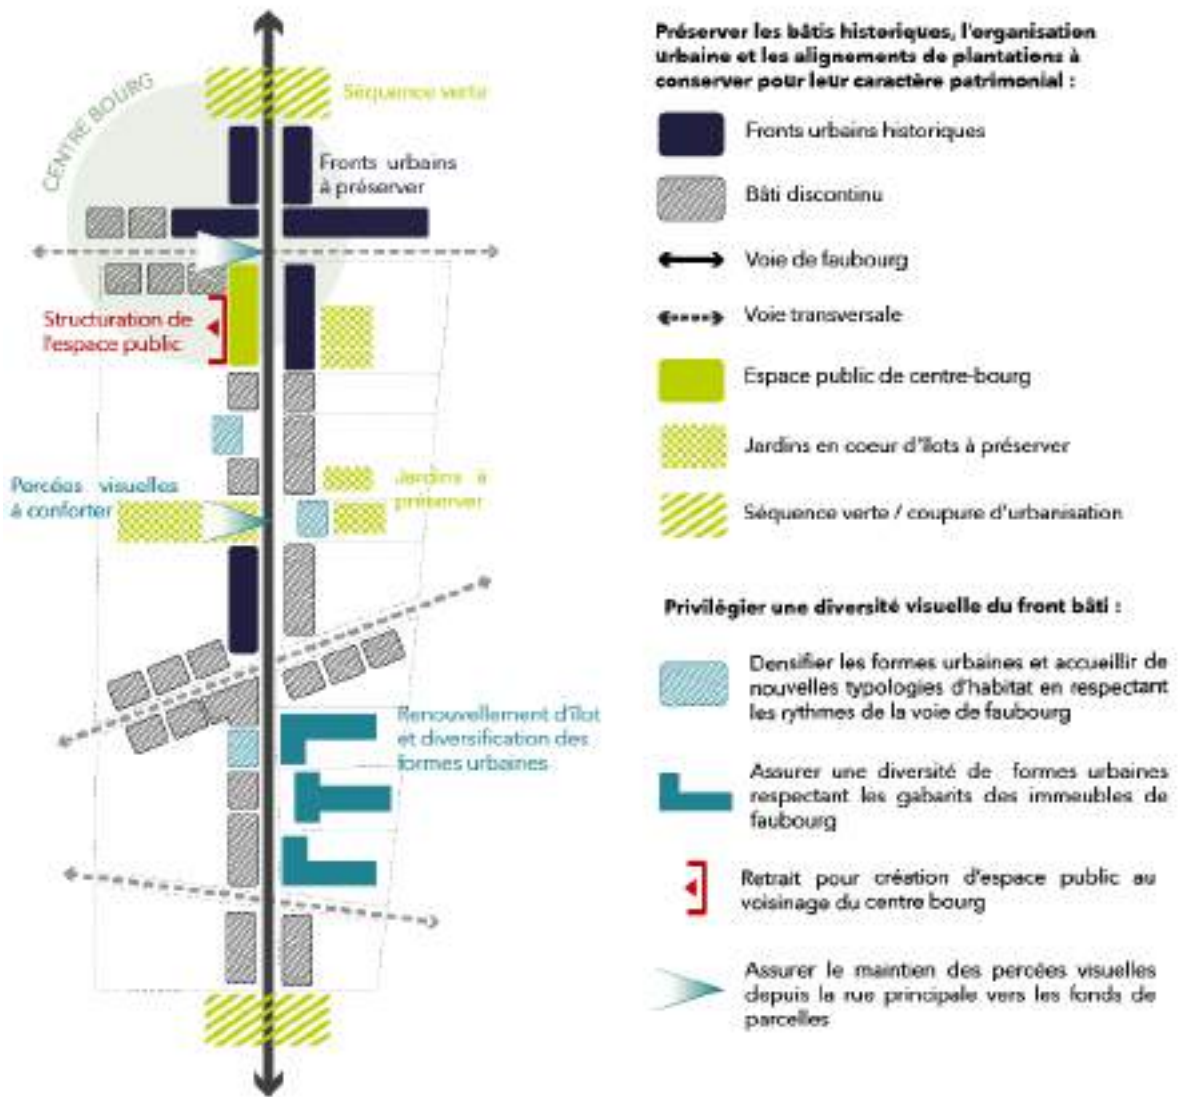 CENTRE BOURG
Séquence verte
Fronts urbains
à préserver
Structuration de
l'espace public
Percées visuelles
à conforter
Jardins à
préserver
Renouvellement d'îlot
et diversification des
formes urbaines
Préserver les bâtis historiques, l'organisation
urbaine et les alignements de plantations à
conserver pour leur caractère patrimonial :
Fronts urbains historiques
Bâti discontinu
Voie de faubourg
Voie transversale
Espace public de centre-bourg
Jardins en coeur d'îlots à préserver
Séquence verte / coupure d'urbanisation
Privilégier une diversité visuelle du front bâti :
Densifier les formes urbaines et accueillir de
nouvelles typologies d'habitat en respectant
les rythmes de la voie de faubourg
Assurer une diversité de formes urbaines
respectant les gabarits des immeubles de
faubourg
Retrait pour création d'espace public au
voisinage du centre bourg
Assurer le maintien des percées visuelles
depuis la rue principale vers les fonds de
parcelles